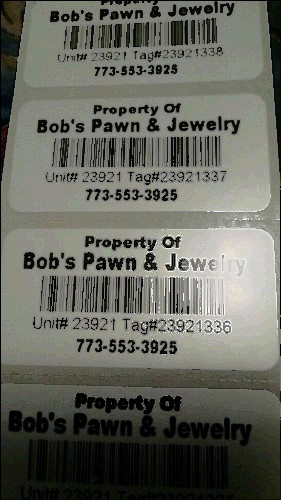 Bob's Pawn & Jewelry
Unit# 23921 Tag#23921338
773-553-3925
Property Of
Bob's Pawn & Jewelry
Unit# 23921 Tag#23921337
773-553-3925
Property Of
Bob's Pawn & Jewelry
Unit# 23921 Tag#23921336
773-553-3925
Property Of
Bob's Pawn & Jewelry
Unit# 23921